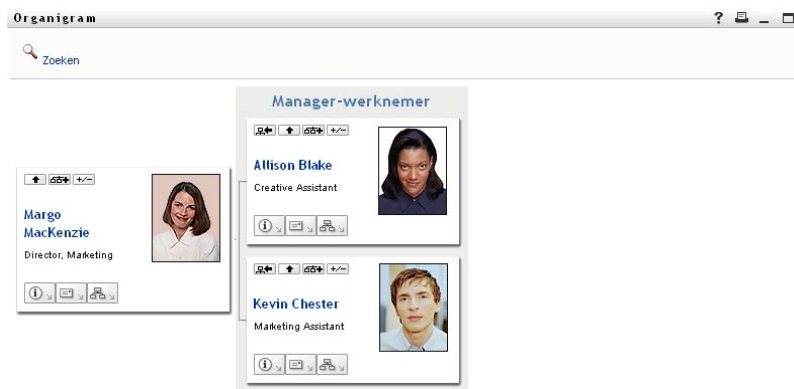 Organigram
?
Zoeken
Manager-werknemer
+/-
Margo
MacKenzie
Director, Marketing
+/-
Allison Blake
Creative Assistant
+/-
Kevin Chester
Marketing Assistant